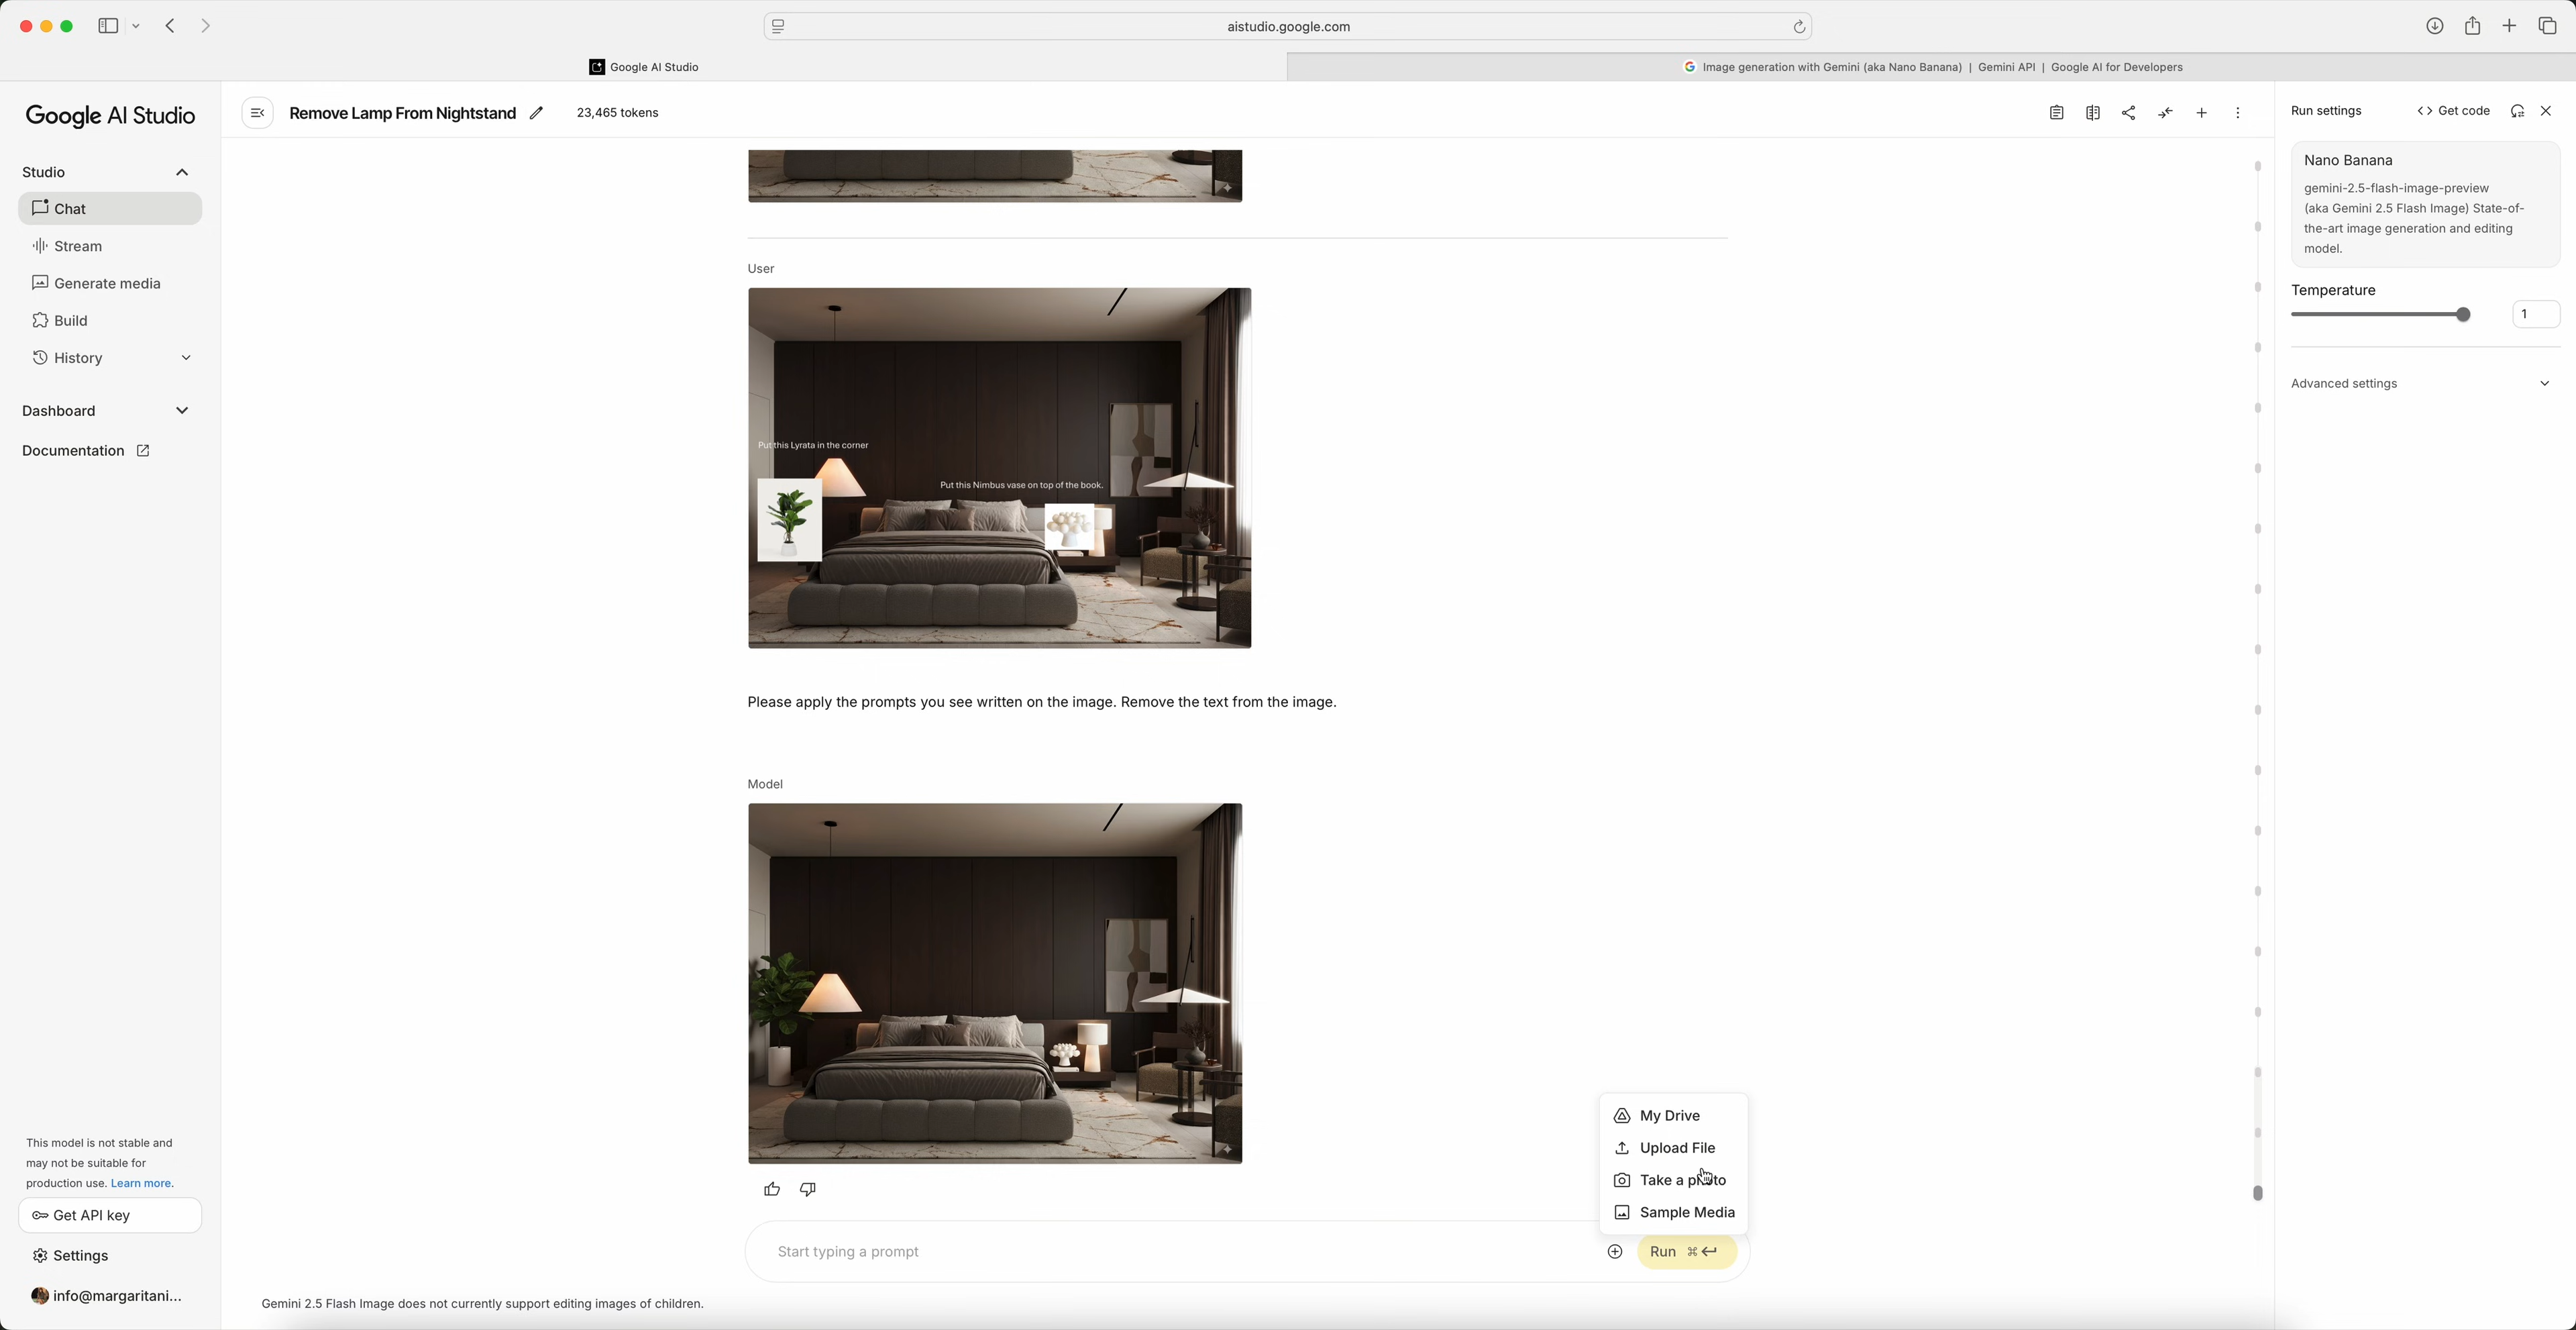 aistudio.google.com
Google AI Studio
Image generation with Gemini (aka Nano Banana) | Gemini API | Google AI for Developers
Google AI Studio
Studio
Chat
Stream
Generate media
Build
History
Dashboard
Documentation
This model is not stable and
may not be suitable for
production use. Learn more.
Get API key
Settings
info@margaritani...
Remove Lamp From Nightstand
23,465 tokens
User
Put this Lyrata in the corner
Put this Nimbus vase on top of the book.
Please apply the prompts you see written on the image. Remove the text from the image.
Model
My Drive
Upload File
Take a photo
Sample Media
Start typing a prompt
Run ⌘ ↵
Gemini 2.5 Flash Image does not currently support editing images of children.
Run settings
<> Get code
Nano Banana
gemini-2.5-flash-image-preview
(aka Gemini 2.5 Flash Image) State-of-
the-art image generation and editing
model.
Temperature
1
Advanced settings